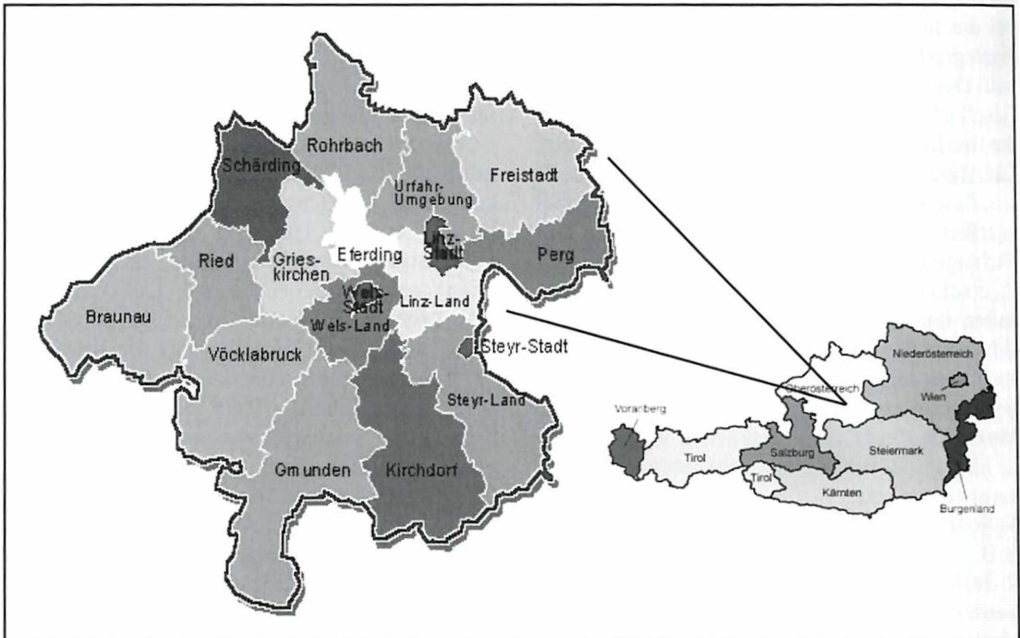 Rohrbach
Schärding
Freistadt
Urfahr-
Umgebung
Linz-
Stadt
Eferding
Perg
Ried
Gries-
kirchen
Wels-
Stadt
Linz-Land
Braunau
Wels-Land
Vöcklabruck
Steyr-Stadt
Steyr-Land
Gmunden
Kirchdorf
Niederösterreich
Oberösterreich
Wien
Vorarlberg
Tirol
Salzburg
Steiermark
Tirol
Kärnten
Burgenland